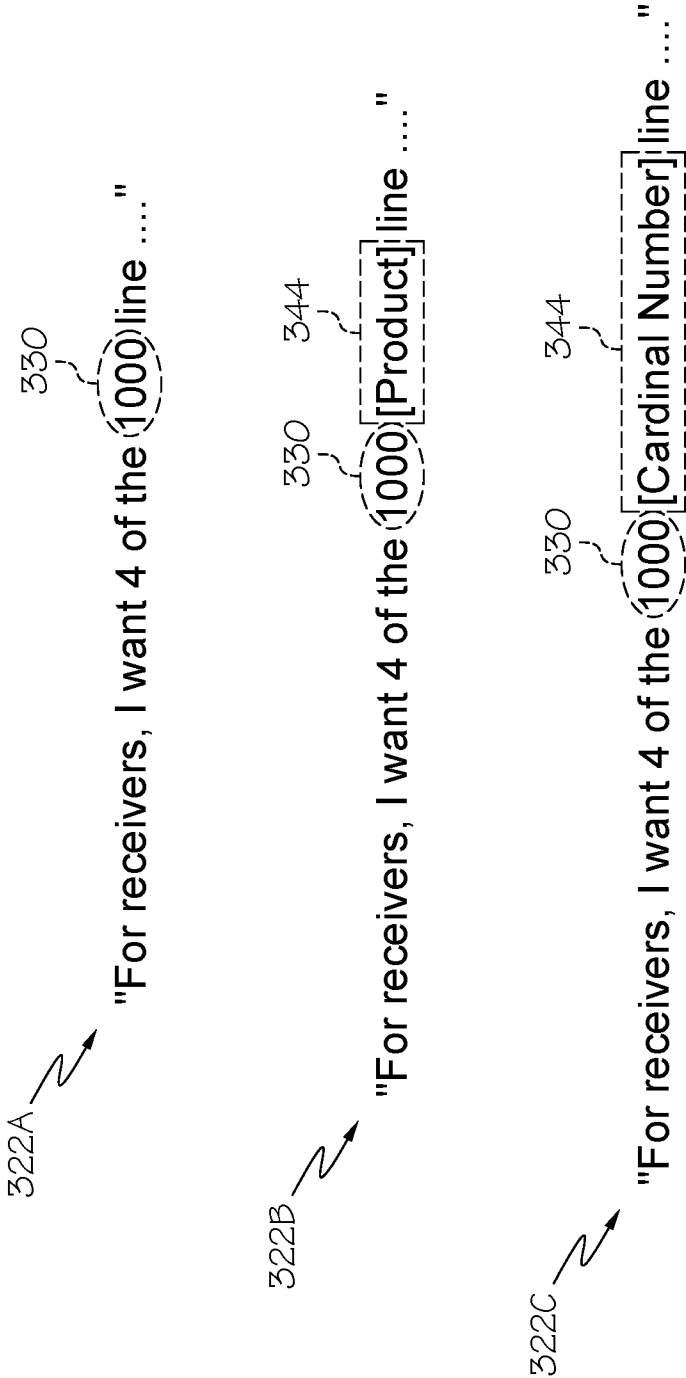 330
322A
"For receivers, I want 4 of the 1000 line ...."
330
344
322B
"For receivers, I want 4 of the 1000 [Product] line ...."
330
344
322C
"For receivers, I want 4 of the 1000 [Cardinal Number] line ...."